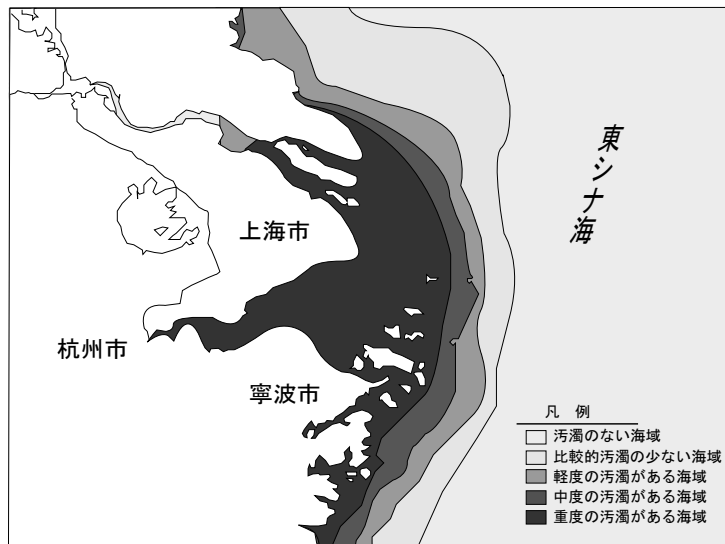 東シナ海
上海市
杭州市
寧波市
凡 例
汚濁のない海域
比較的汚濁の少ない海域
軽度の汚濁がある海域
中度の汚濁がある海域
重度の汚濁がある海域